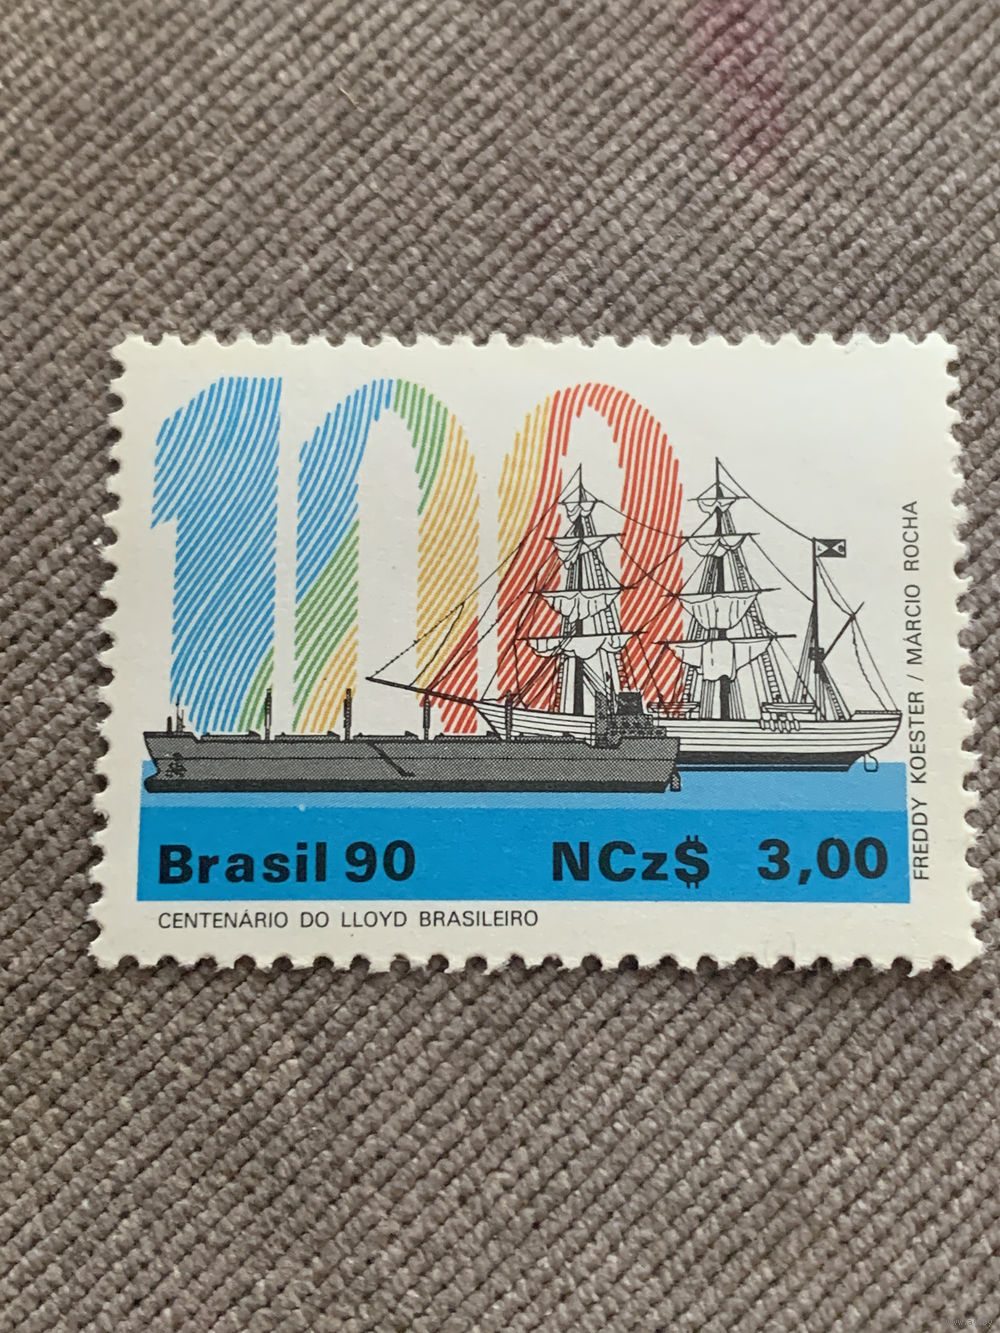 100
Brasil 90 NCz$ 3,00
CENTENÁRIO DO LLOYD BRASILEIRO
FREDDY KOESTER / MÁRCIO ROCHA